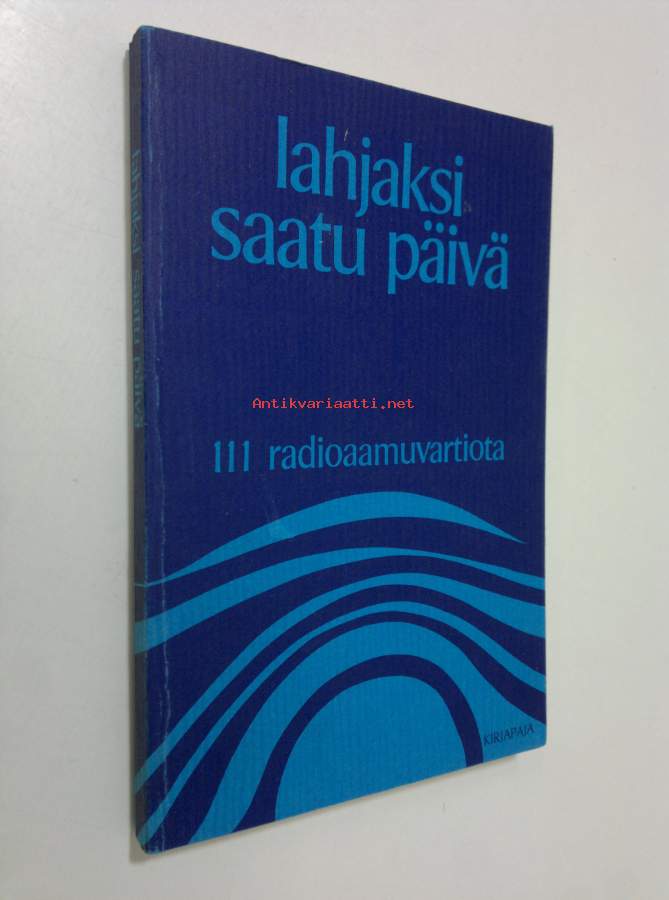 lahjaksi
saatu päivä
Antikvariaatti.net
111 radioaamuvartiota
KIRJAPAJA
lahjaksi saatu päivä